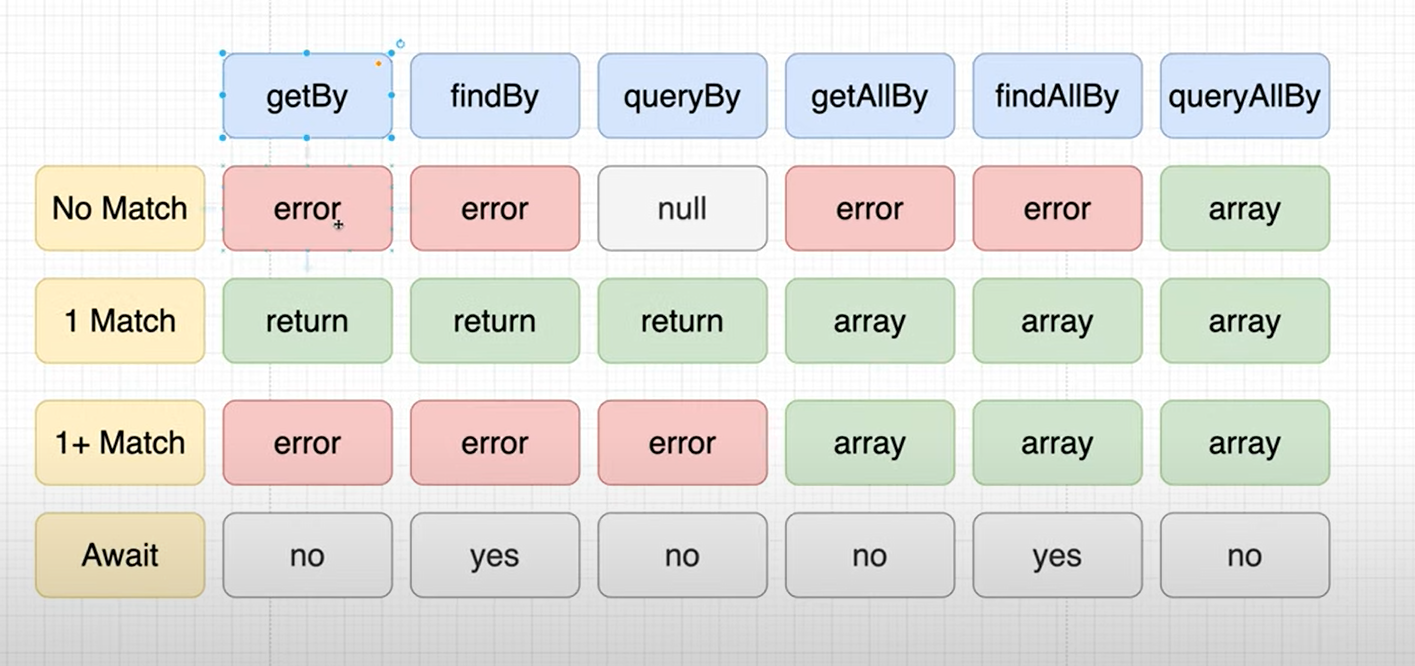 getBy findBy queryBy getAllBy findAllBy queryAllBy
No Match error error null error error array
1 Match return return return array array array
1+ Match error error error array array array
Await no yes no no yes no